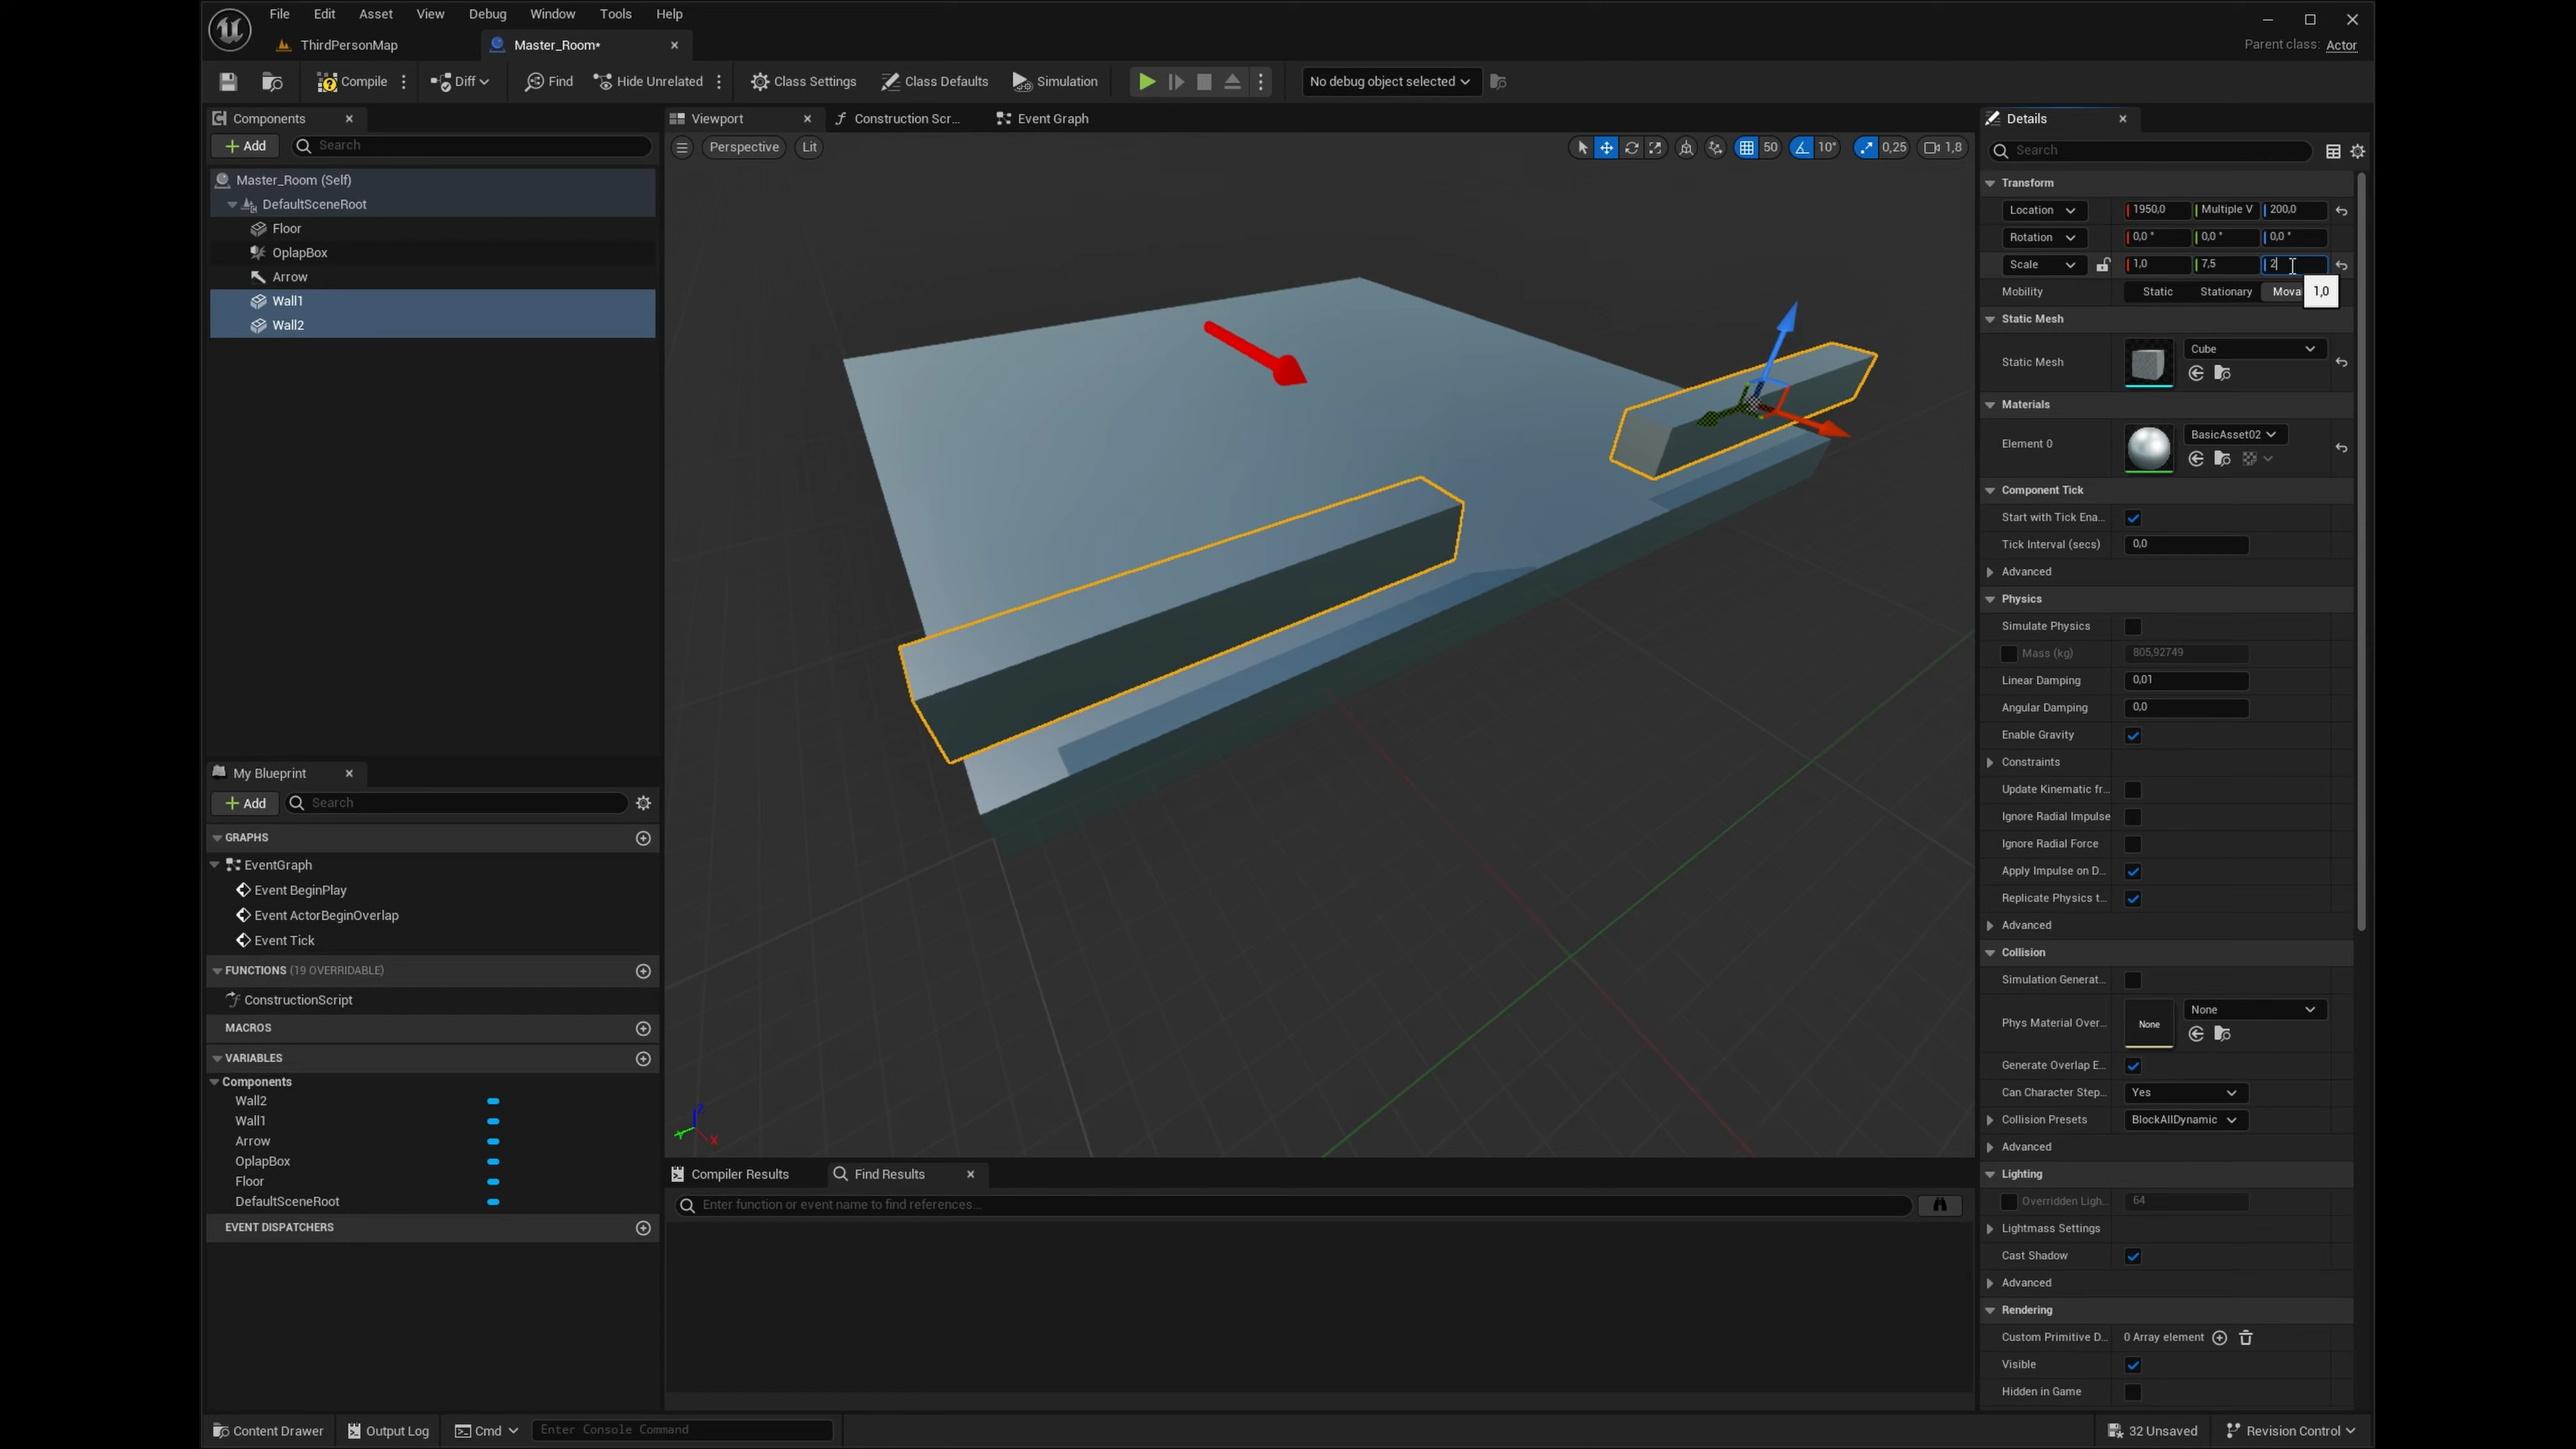 File Edit Asset View Debug Window Tools Help
ThirdPersonMap Master_Room*
Parent class: Actor
Compile Diff Find Hide Unrelated Class Settings Class Defaults Simulation No debug object selected
Components
Add Search
Master_Room (Self)
DefaultSceneRoot
Floor
OplapBox
Arrow
Wall1
Wall2
My Blueprint
Add Search
GRAPHS
EventGraph
Event BeginPlay
Event ActorBeginOverlap
Event Tick
FUNCTIONS (19 OVERRIDABLE)
ConstructionScript
MACROS
VARIABLES
Components
Wall2
Wall1
Arrow
OplapBox
Floor
DefaultSceneRoot
EVENT DISPATCHERS
Viewport Construction Scr... Event Graph
Perspective Lit 50 10° 0,25 1,8
Z
Y
X
Compiler Results Find Results
Enter function or event name to find references...
Details
Search
Transform
Location 1950,0 Multiple V 200,0
Rotation 0,0 ° 0,0 ° 0,0 °
Scale 1,0 7,5 2
Mobility Static Stationary Mova 1,0
Static Mesh
Static Mesh Cube
Materials
Element 0 BasicAsset02
Component Tick
Start with Tick Ena...
Tick Interval (secs) 0,0
Advanced
Physics
Simulate Physics
Mass (kg) 805,92749
Linear Damping 0,01
Angular Damping 0,0
Enable Gravity
Constraints
Update Kinematic fr...
Ignore Radial Impulse
Ignore Radial Force
Apply Impulse on D...
Replicate Physics t...
Advanced
Collision
Simulation Generat...
Phys Material Over... None None
Generate Overlap E...
Can Character Step... Yes
Collision Presets BlockAllDynamic
Advanced
Lighting
Overridden Ligh... 64
Lightmass Settings
Cast Shadow
Advanced
Rendering
Custom Primitive D... 0 Array element
Visible
Hidden in Game
Content Drawer Output Log Cmd Enter Console Command 32 Unsaved Revision Control